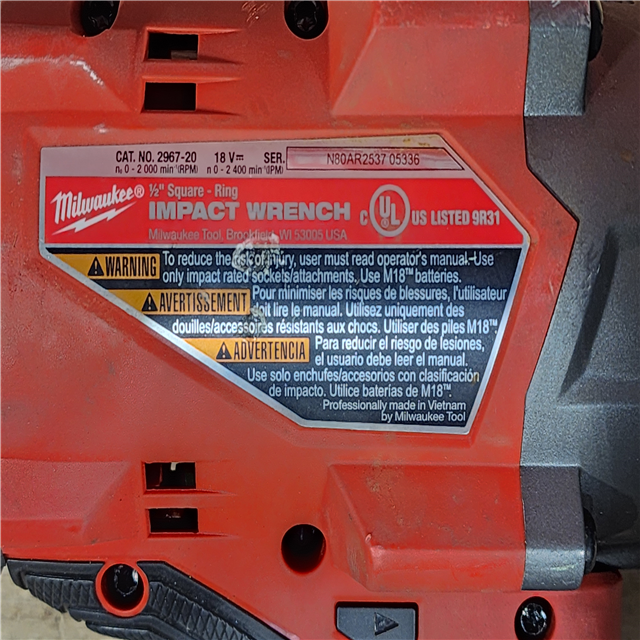 CAT. NO. 2967-20 18 V⎓ SER. N80AR2537 05336
n₀ 0 - 2 000 min⁻¹(RPM) n 0 - 2 400 min⁻¹(IPM)
Milwaukee® ½" Square - Ring
IMPACT WRENCH C UL US LISTED 9R31
Milwaukee Tool, Brookfield, WI 53005 USA
WARNING To reduce the risk of injury, user must read operator's manual. Use
only impact rated sockets/attachments. Use M18™ batteries.
AVERTISSEMENT Pour minimiser les risques de blessures, l'utilisateur
doit lire le manual. Utilisez uniquement des
douilles/accessoires résistants aux chocs. Utiliser des piles M18™.
ADVERTENCIA Para reducir el riesgo de lesiones,
el usuario debe leer el manual.
Use solo enchufes/accesorios con clasificación
de impacto. Utilice baterías de M18™.
Professionally made in Vietnam
by Milwaukee Tool